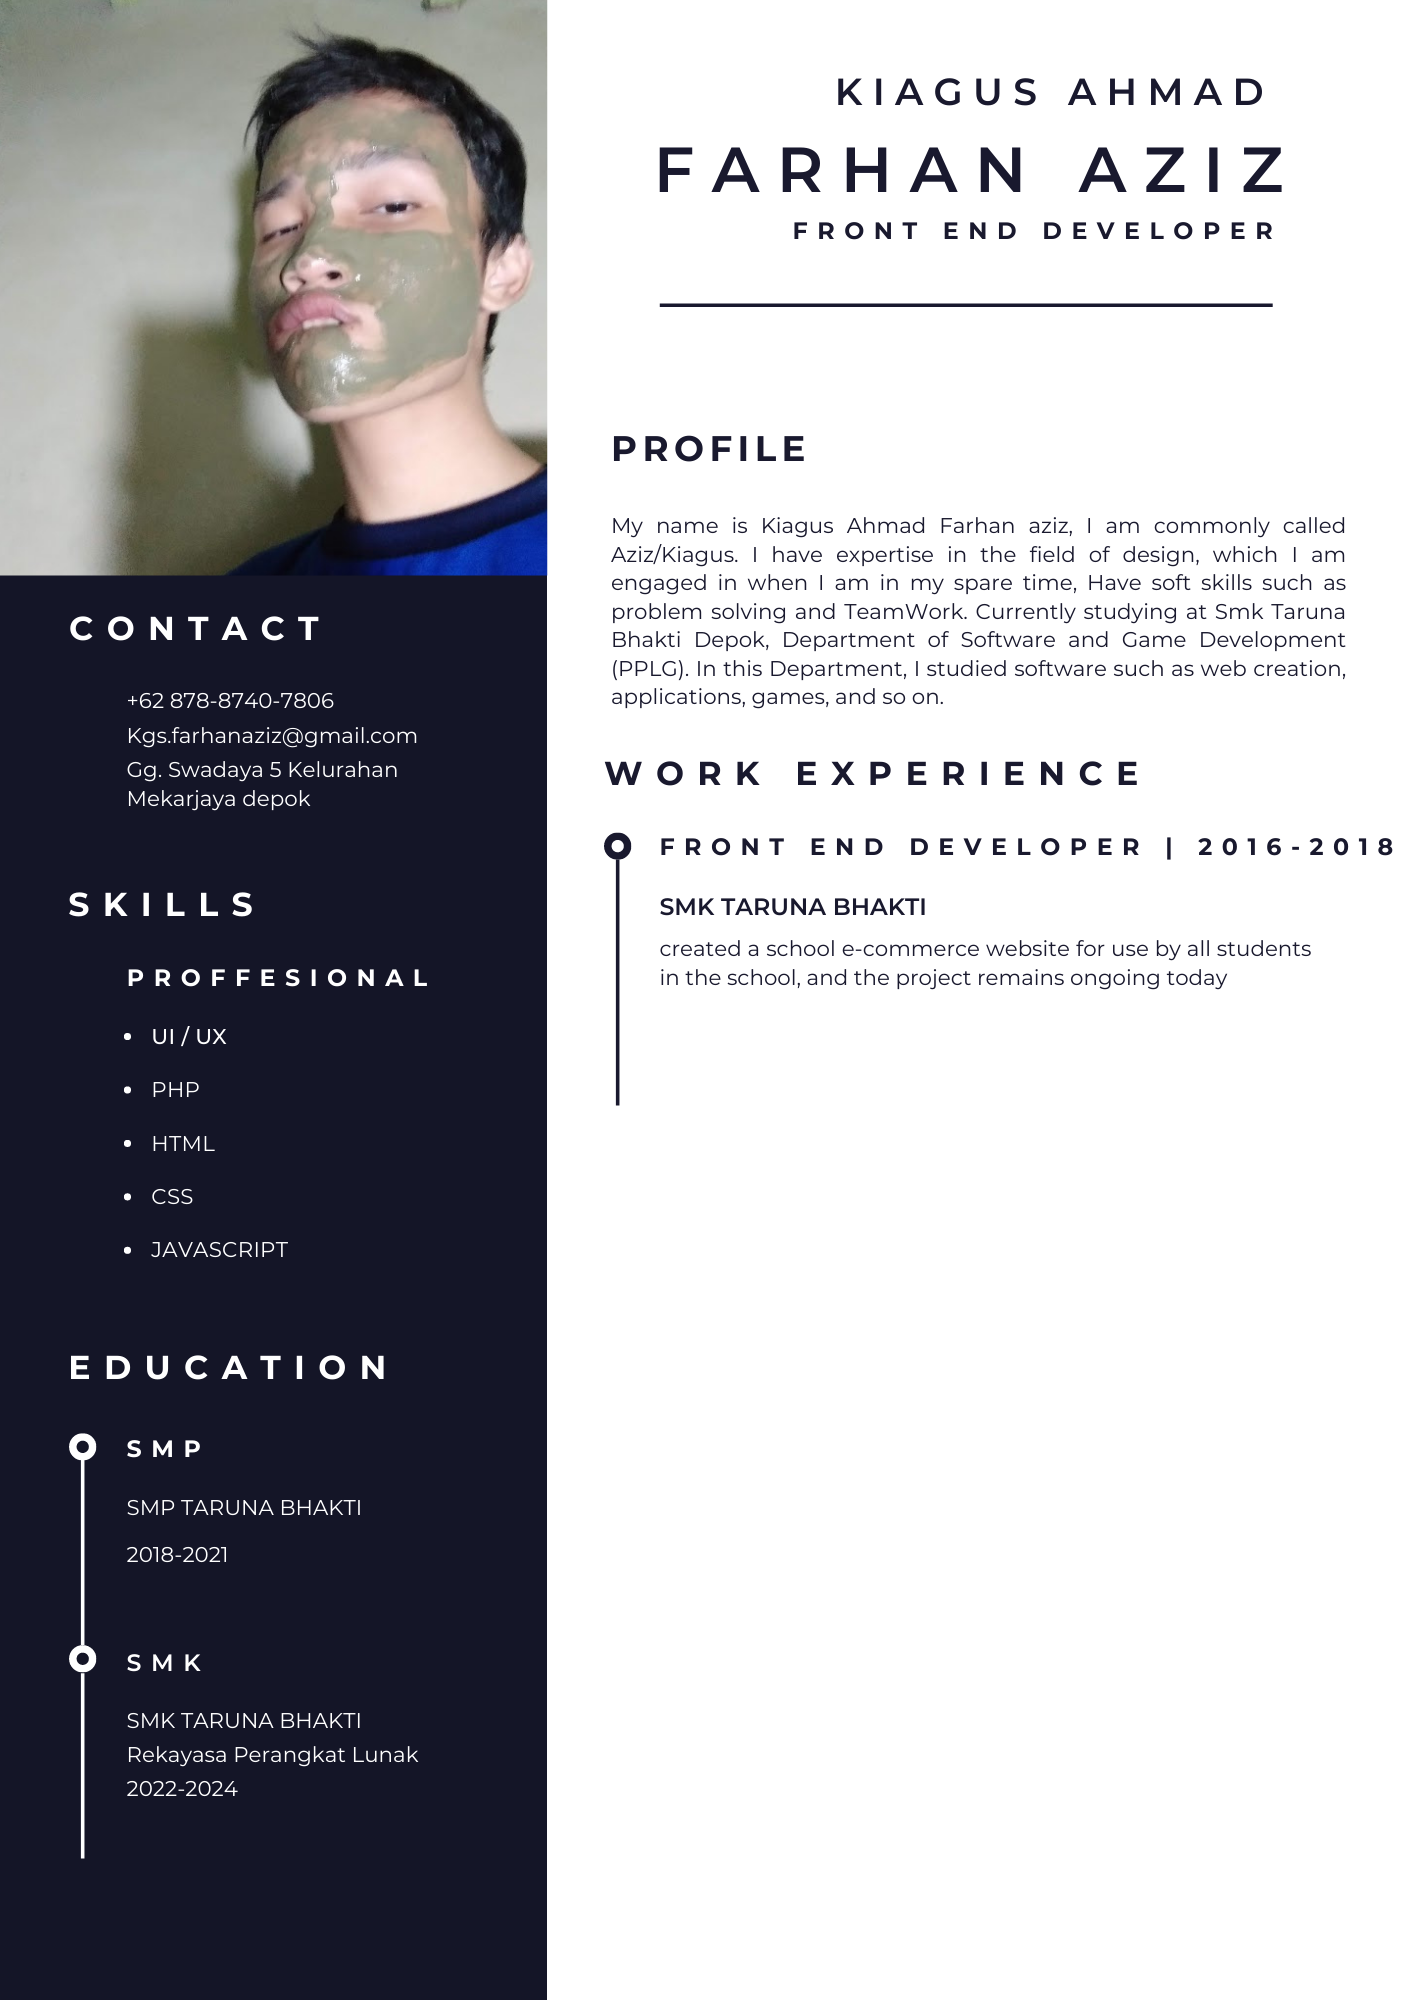 KIAGUS AHMAD
FARHAN AZIZ
FRONT END DEVELOPER
CONTACT
+62 878-8740-7806
Kgs.farhanaziz@gmail.com
Gg. Swadaya 5 Kelurahan
Mekarjaya depok
SKILLS
PROFFESIONAL
• UI / UX
• PHP
• HTML
• CSS
• JAVASCRIPT
EDUCATION
SMP
SMP TARUNA BHAKTI
2018-2021
SMK
SMK TARUNA BHAKTI
Rekayasa Perangkat Lunak
2022-2024
PROFILE
My name is Kiagus Ahmad Farhan aziz, I am commonly called
Aziz/Kiagus. I have expertise in the field of design, which I am
engaged in when I am in my spare time, Have soft skills such as
problem solving and TeamWork. Currently studying at Smk Taruna
Bhakti Depok, Department of Software and Game Development
(PPLG). In this Department, I studied software such as web creation,
applications, games, and so on.
WORK EXPERIENCE
FRONT END DEVELOPER | 2016-2018
SMK TARUNA BHAKTI
created a school e-commerce website for use by all students
in the school, and the project remains ongoing today